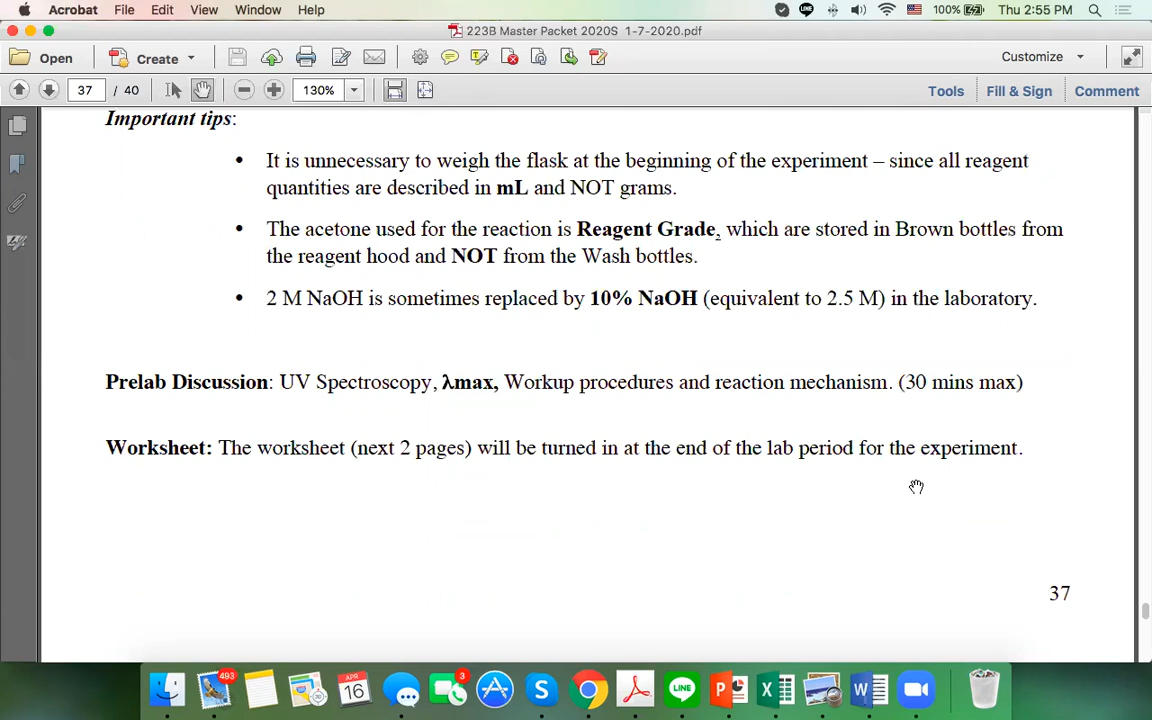 Acrobat File Edit View Window Help 100% Thu 2:55 PM
223B Master Packet 2020S 1-7-2020.pdf
Open Create Customize
37 / 40 130% Tools Fill & Sign Comment
Important tips:
• It is unnecessary to weigh the flask at the beginning of the experiment – since all reagent
quantities are described in mL and NOT grams.
• The acetone used for the reaction is Reagent Grade, which are stored in Brown bottles from
the reagent hood and NOT from the Wash bottles.
• 2 M NaOH is sometimes replaced by 10% NaOH (equivalent to 2.5 M) in the laboratory.
Prelab Discussion: UV Spectroscopy, λmax, Workup procedures and reaction mechanism. (30 mins max)
Worksheet: The worksheet (next 2 pages) will be turned in at the end of the lab period for the experiment.
37
493 APR 16 3 S LINE P X W